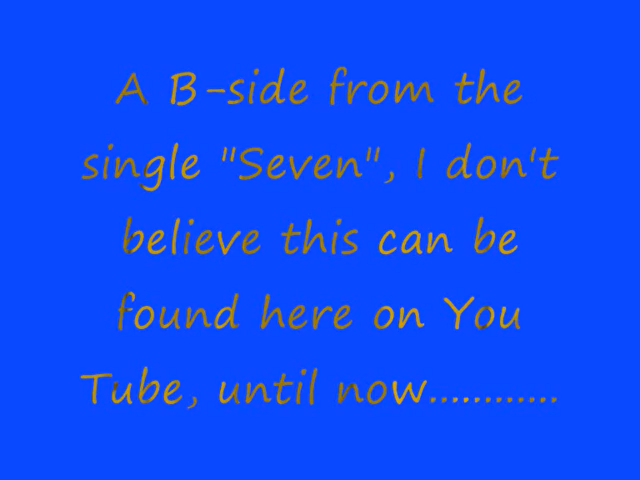 A B-side from the
single "Seven", I don't
believe this can be
found here on You
Tube, until now............